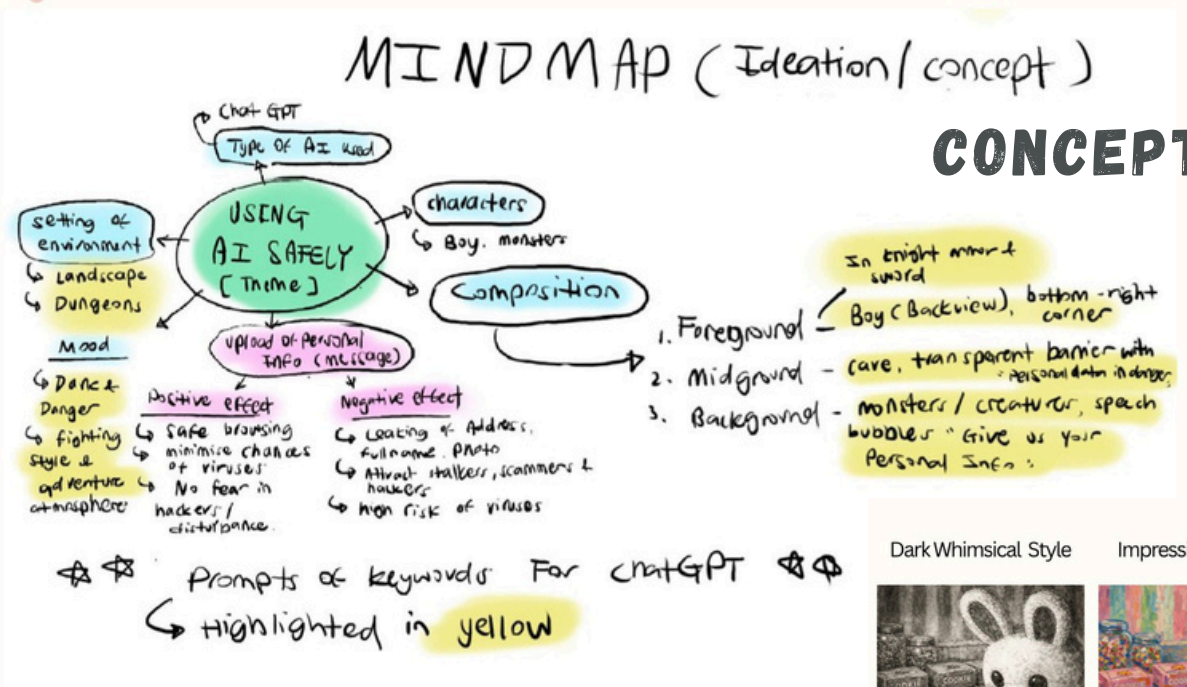 MINDMAP (Ideation/concept)
CONCEPT
Chat GPT
Type of AI used
USING
AI SAFELY
[Theme]
characters
Boy, monsters
setting of
environment
Landscape
Dungeons
Composition
Mood
Danger
fighting
style &
adventure
atmosphere
Upload of Personal
Info (message)
Positive effect
safe browsing
minimise chances
of viruses
No fear in
hackers/
disturbance.
Negative effect
Leaking of Address,
fullname, photo
Attract stalkers, scammers &
hackers
high risk of viruses
In knight armor &
sword
1. Foreground
Boy (Backview), bottom-right
corner
2. Midground - cave, transparent barrier with
Personal data in danger
3. Background - monsters/creatures, speach
bubbles "Give us your
Personal Info"
Prompts of keywords For chatGPT
Highlighted in yellow
Dark Whimsical Style
Impress
COOKIE